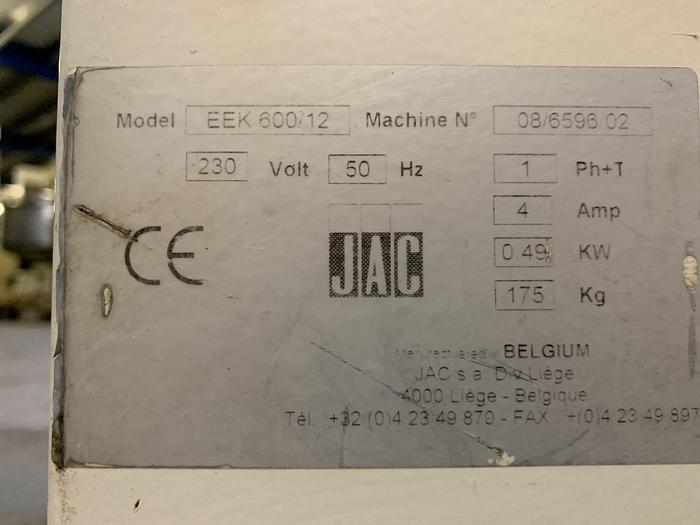 Model EEK 600/12 Machine N° 08/6596/02
230 Volt 50 Hz 1 Ph+T
4 Amp
CE JAC 0.49 KW
175 Kg
Manufactured in BELGIUM
JAC s.a. Div Liège
4000 Liège - Belgique
Tél. : +32 (0)4 23 49 870 - FAX : +(0)4 23 49 897